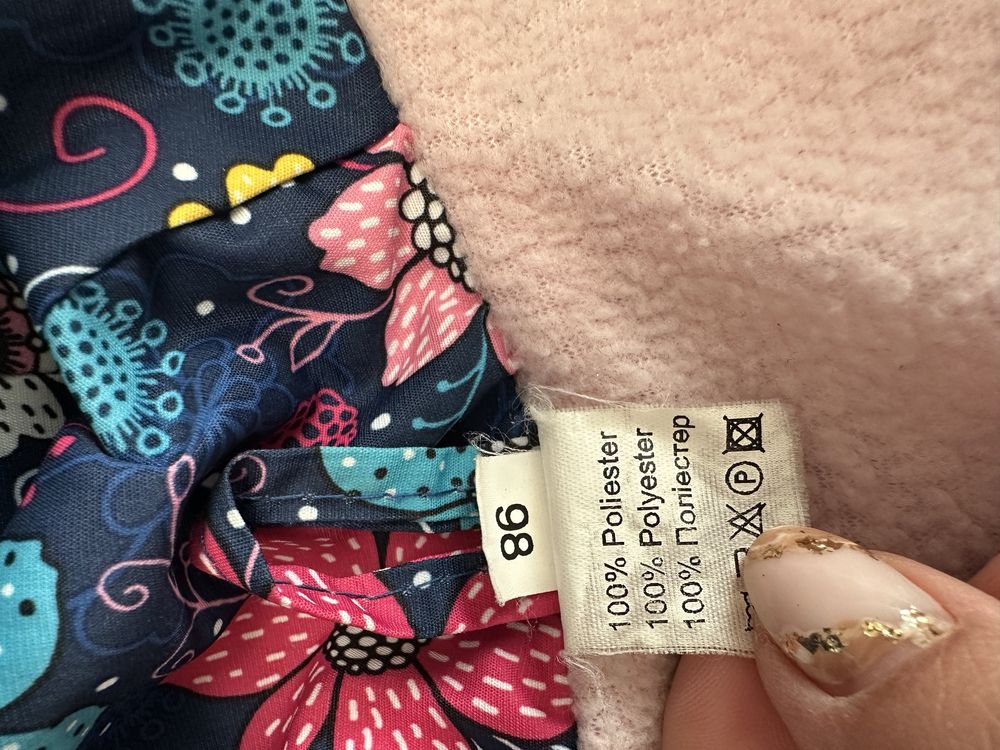 86
100% Poliester
100% Polyester
100% Поліестер
P